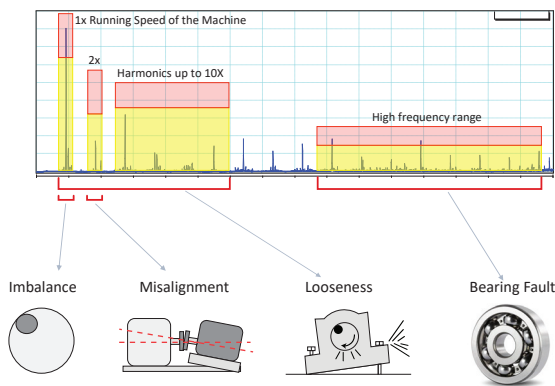 1x Running Speed of the Machine
2x
Harmonics up to 10X
High frequency range
Imbalance
Misalignment
Looseness
Bearing Fault